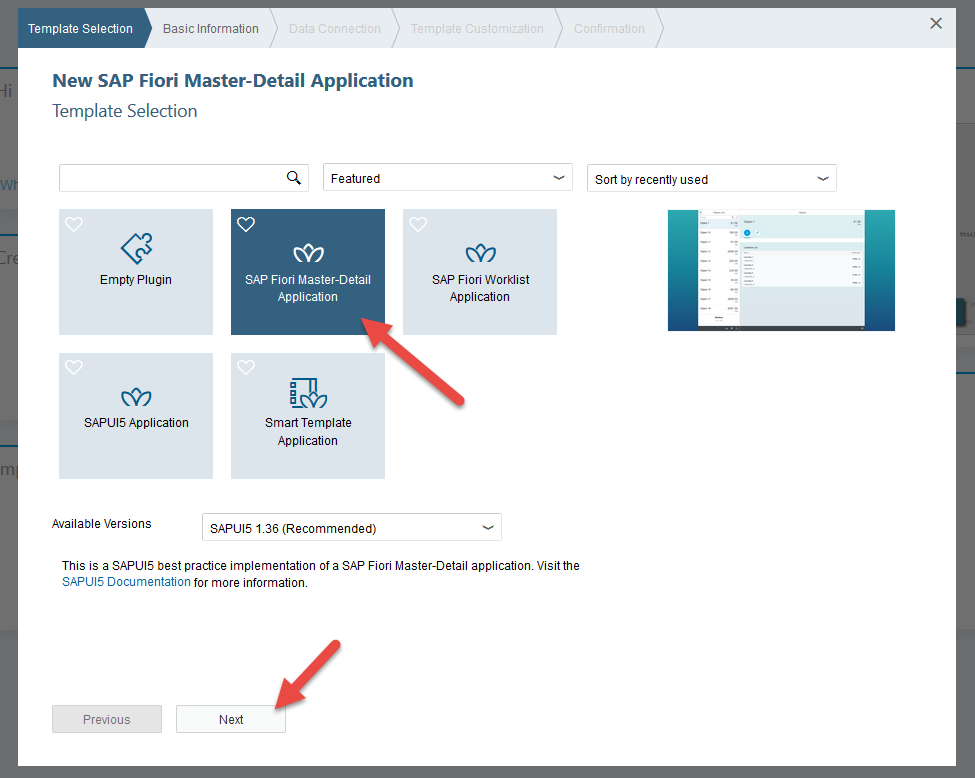 Template Selection
Basic Information
Data Connection
Template Customization
Confirmation
New SAP Fiori Master-Detail Application
Template Selection
Featured
Sort by recently used
Empty Plugin
SAP Fiori Master-Detail
Application
SAP Fiori Worklist
Application
SAPUI5 Application
Smart Template
Application
Available Versions
SAPUI5 1.36 (Recommended)
This is a SAPUI5 best practice implementation of a SAP Fiori Master-Detail application. Visit the
SAPUI5 Documentation for more information.
Previous
Next
Hi